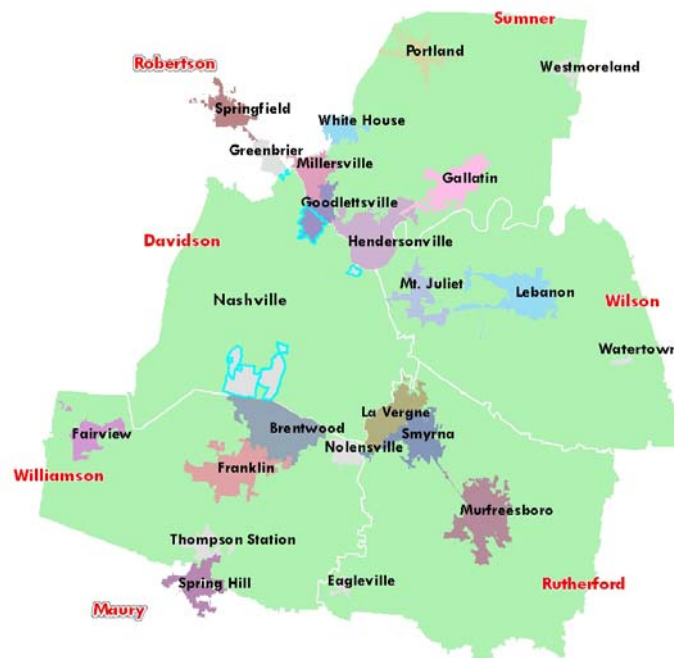 Sumner
Portland
Robertson
Westmoreland
Springfield
White House
Greenbrier
Millersville
Gallatin
Goodlettsville
Davidson
Hendersonville
Mt. Juliet
Nashville
Lebanon
Wilson
Watertown
La Vergne
Fairview
Brentwood
Smyrna
Nolensville
Williamson
Franklin
Murfreesboro
Thompson Station
Spring Hill
Eagleville
Rutherford
Maury